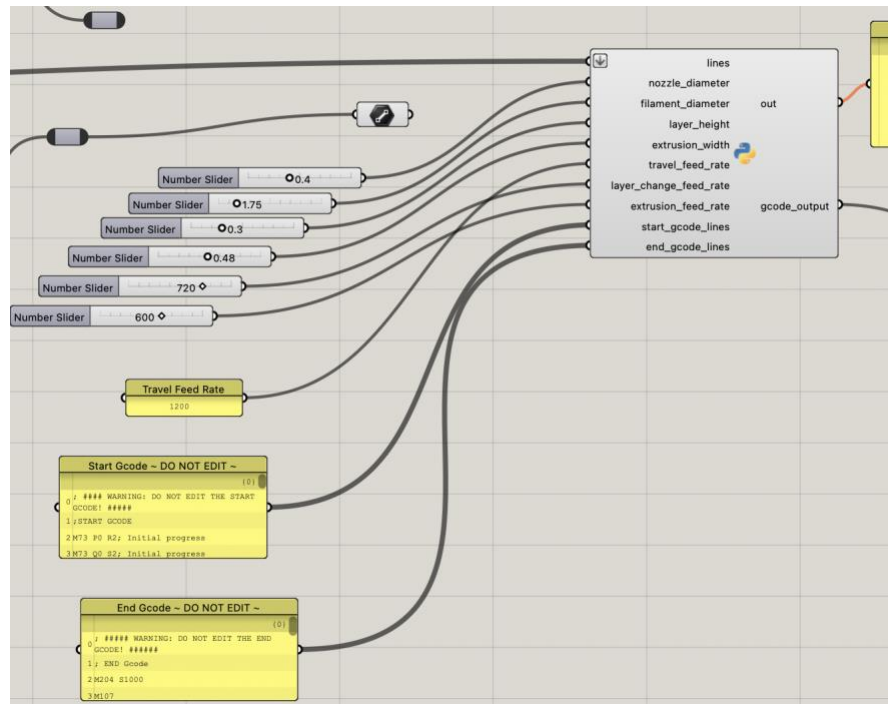 lines
nozzle_diameter
filament_diameter
out
layer_height
extrusion_width
travel_feed_rate
layer_change_feed_rate
extrusion_feed_rate
gcode_output
start_gcode_lines
end_gcode_lines
Number Slider 0.4
Number Slider 1.75
Number Slider 0.3
Number Slider 0.48
Number Slider 720
Number Slider 600
Travel Feed Rate
1200
Start Gcode ~ DO NOT EDIT ~
{0}
0 ; #### WARNING: DO NOT EDIT THE START
GCODE! #####
1 ;START GCODE
2 M73 P0 R2; Initial progress
3 M73 Q0 S2; Initial progress
End Gcode ~ DO NOT EDIT ~
{0}
0 ; ##### WARNING: DO NOT EDIT THE END
GCODE! ######
1 ; END Gcode
2 M204 S1000
3 M107